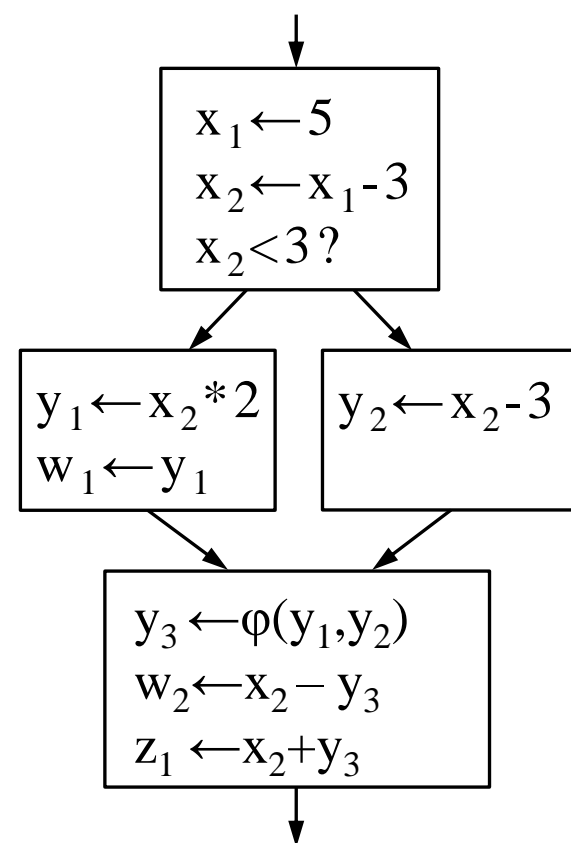 x₁←5
x₂←x₁-3
x₂<3?
y₁←x₂*2
w₁←y₁
y₂←x₂-3
y₃←φ(y₁,y₂)
w₂←x₂–y₃
z₁←x₂+y₃